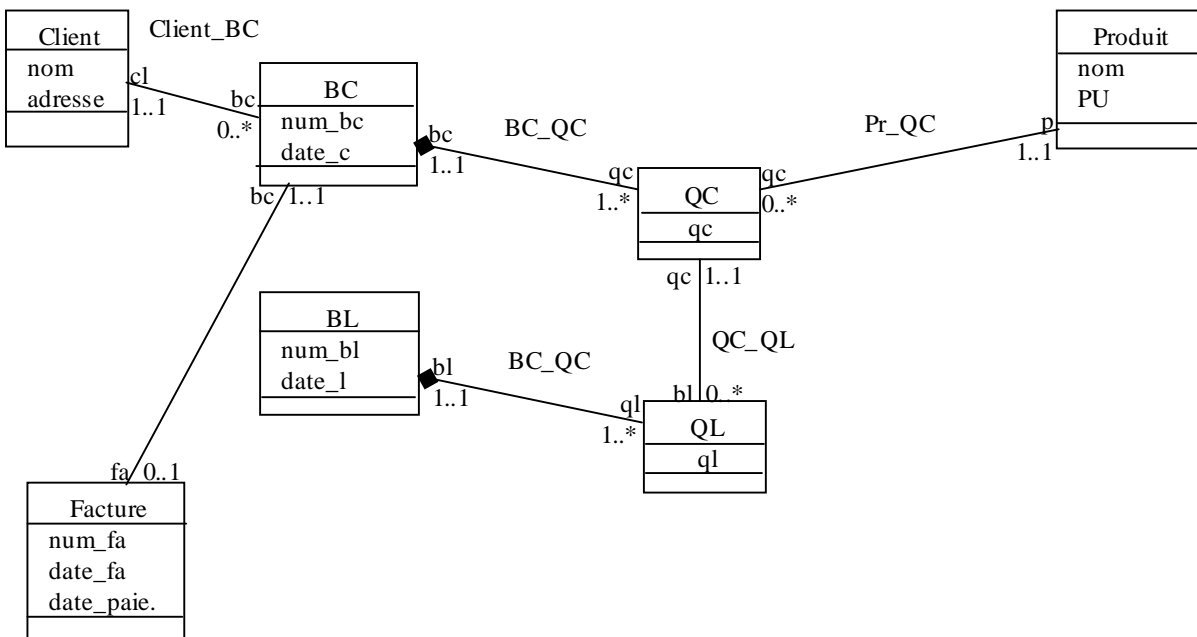 Client
nom
adresse
Client_BC
cl
1..1
bc
0..*
BC
num_bc
date_c
bc
1..1
BC_QC
qc
1..*
QC
qc
Pr_QC
qc
0..*
p
1..1
Produit
nom
PU
bc 1..1
qc 1..1
QC_QL
bl 0..*
BL
num_bl
date_l
bl
1..1
BC_QC
ql
1..*
QL
ql
fa 0..1
Facture
num_fa
date_fa
date_paie.